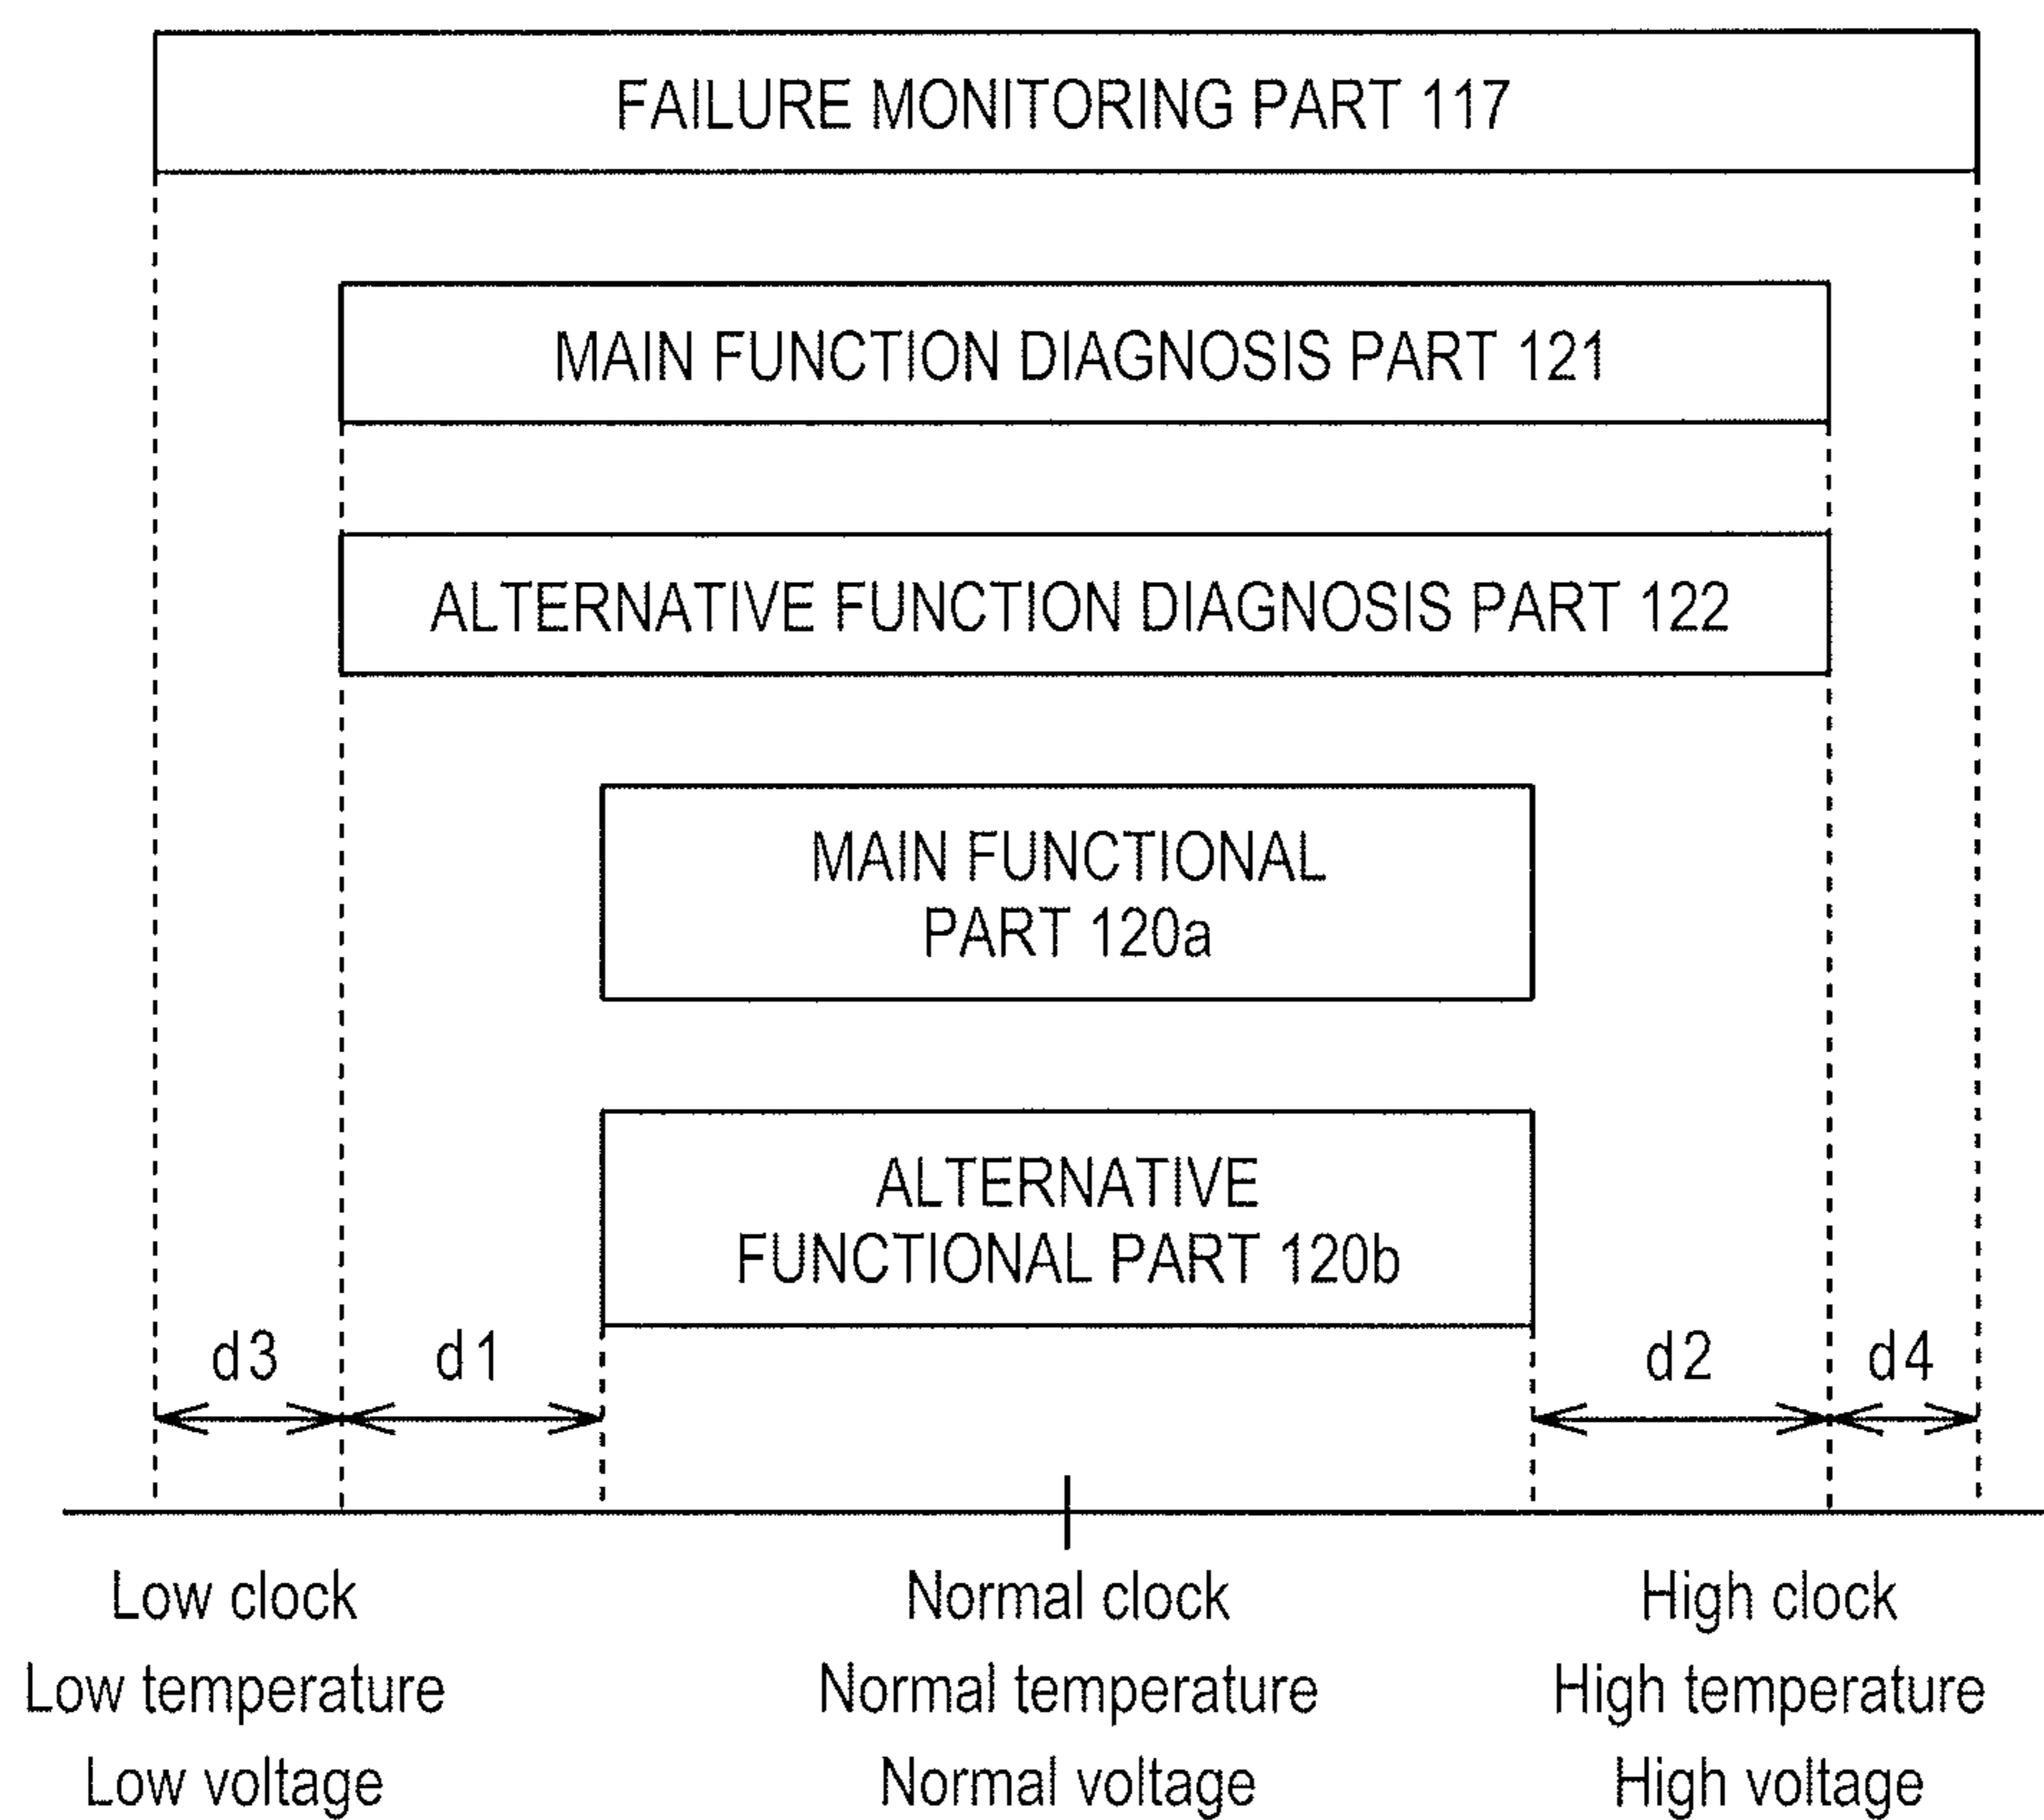 FAILURE MONITORING PART 117
MAIN FUNCTION DIAGNOSIS PART 121
ALTERNATIVE FUNCTION DIAGNOSIS PART 122
MAIN FUNCTIONAL
PART 120a
ALTERNATIVE
FUNCTIONAL PART 120b
d3 d1 d2 d4
Low clock Normal clock High clock
Low temperature Normal temperature High temperature
Low voltage Normal voltage High voltage